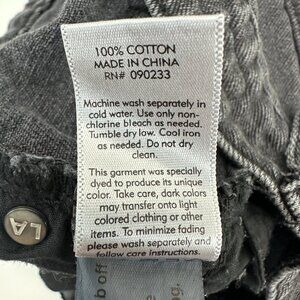 100% COTTON
MADE IN CHINA
RN# 090233
Machine wash separately in
cold water. Use only non-
chlorine bleach as needed.
Tumble dry low. Cool iron
as needed. Do not dry
clean.
This garment was specially
dyed to produce its unique
color. Take care, dark colors
may transfer onto light
colored clothing or other
items. To minimize fading
please wash separately and
follow care instructions.
LA
b off